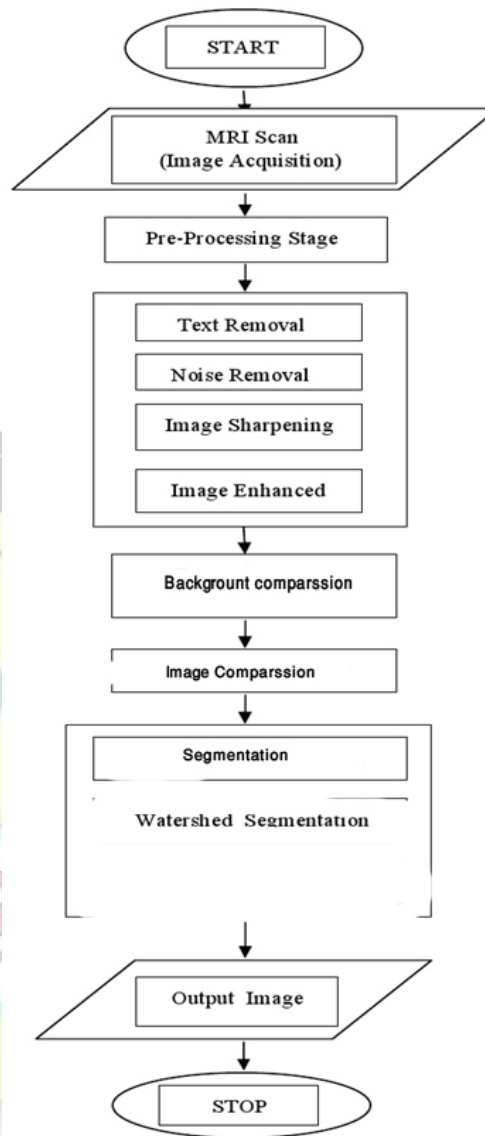 START
MRI Scan
(Image Acquisition)
Pre-Processing Stage
Text Removal
Noise Removal
Image Sharpening
Image Enhanced
Backgrount comparssion
Image Comparssion
Segmentation
Watershed Segmentation
Output Image
STOP